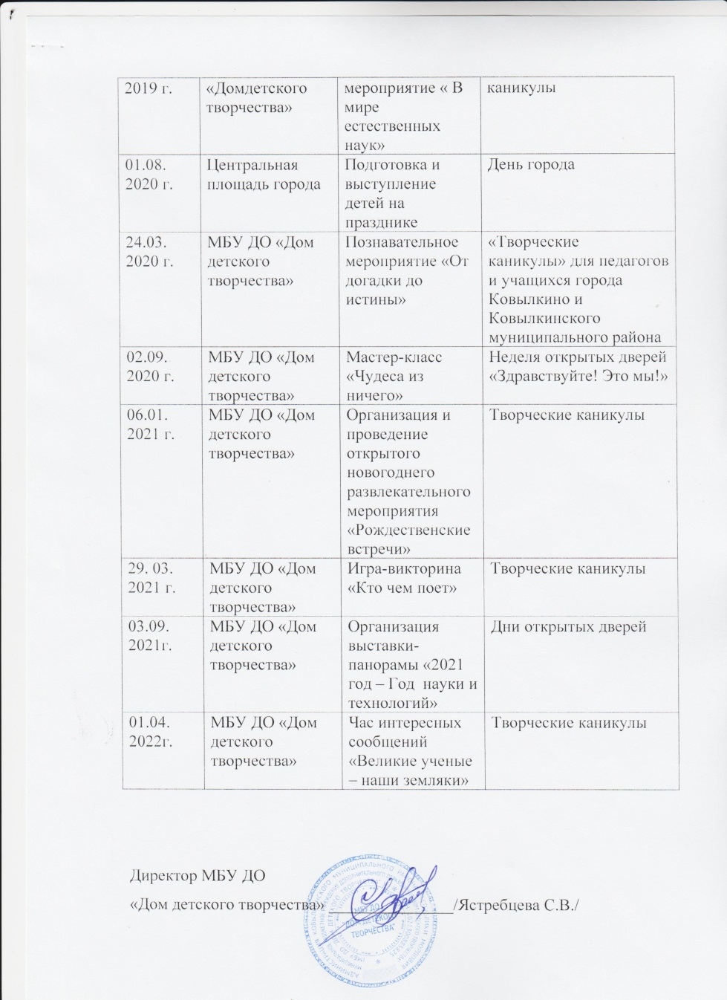 2019 г.
«Домдетского
творчества»
мероприятие « В
мире
естественных
наук»
каникулы
01.08.
2020 г.
Центральная
площадь города
Подготовка и
выступление
детей на
празднике
День города
24.03.
2020 г.
МБУ ДО «Дом
детского
творчества»
Познавательное
мероприятие «От
догадки до
истины»
«Творческие
каникулы» для педагогов
и учащихся города
Ковылкино и
Ковылкинского
муниципального района
02.09.
2020 г.
МБУ ДО «Дом
детского
творчества»
Мастер-класс
«Чудеса из
ничего»
Неделя открытых дверей
«Здравствуйте! Это мы!»
06.01.
2021 г.
МБУ ДО «Дом
детского
творчества»
Организация и
проведение
открытого
новогоднего
развлекательного
мероприятия
«Рождественские
встречи»
Творческие каникулы
29. 03.
2021 г.
МБУ ДО «Дом
детского
творчества»
Игра-викторина
«Кто чем поет»
Творческие каникулы
03.09.
2021г.
МБУ ДО «Дом
детского
творчества»
Организация
выставки-
панорамы «2021
год – Год  науки и
технологий»
Дни открытых дверей
01.04.
2022г.
МБУ ДО «Дом
детского
творчества»
Час интересных
сообщений
«Великие ученые
– наши земляки»
Творческие каникулы
Директор МБУ ДО
«Дом детского творчества» ________________/Ястребцева С.В./
МБУ ДО
"ДОМ ДЕТСКОГО
ТВОРЧЕСТВА"